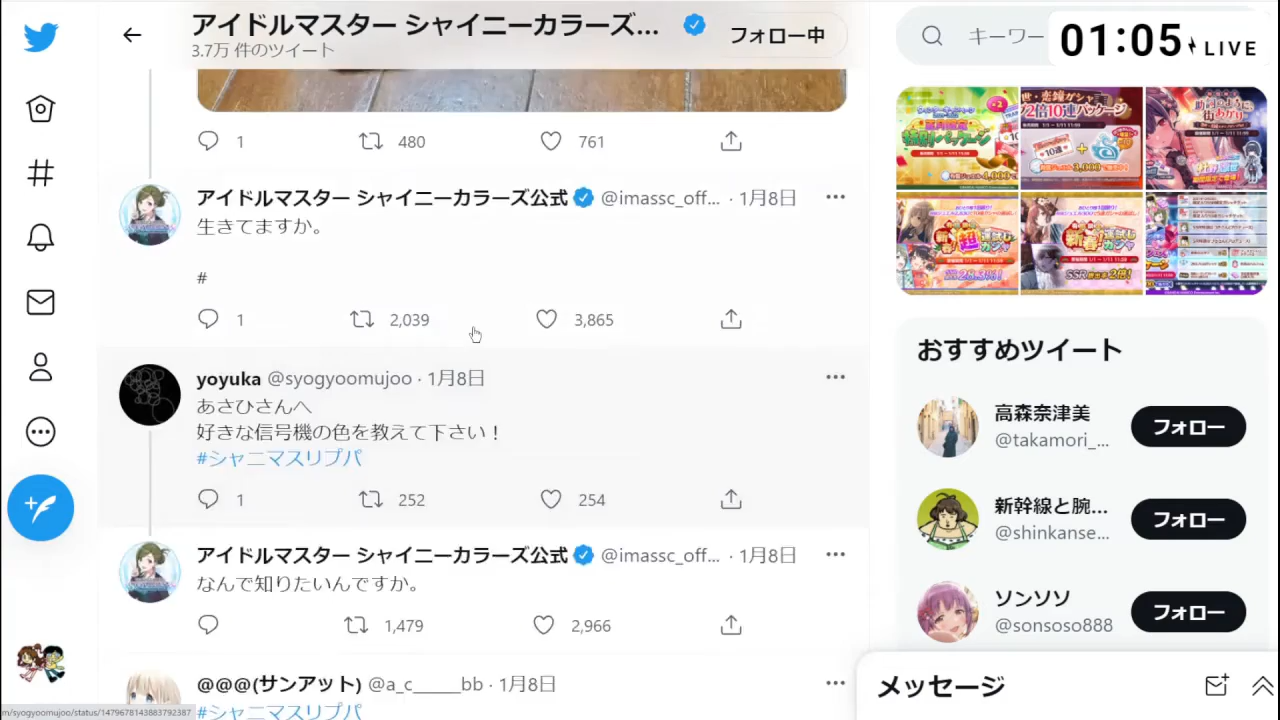 アイドルマスター シャイニーカラーズ...
3.7万 件のツイート
フォロー中
キーワー
01:05 LIVE
1
480
761
アイドルマスター シャイニーカラーズ公式 @imassc_off... · 1月8日
生きてますか。
#
1
2,039
3,865
yoyuka @syogyoomujoo · 1月8日
あさひさんへ
好きな信号機の色を教えて下さい！
#シャニマスリプパ
1
252
254
アイドルマスター シャイニーカラーズ公式 @imassc_off... · 1月8日
なんで知りたいんですか。
1,479
2,966
@@@(サンアット) @a_c_____bb · 1月8日
#シャニマスリプパ
m/syogyoomujoo/status/1479678143883792387
おすすめツイート
高森奈津美
@takamori_...
フォロー
新幹線と腕...
@shinkanse...
フォロー
ソンソソ
@sonsoso888
フォロー
メッセージ